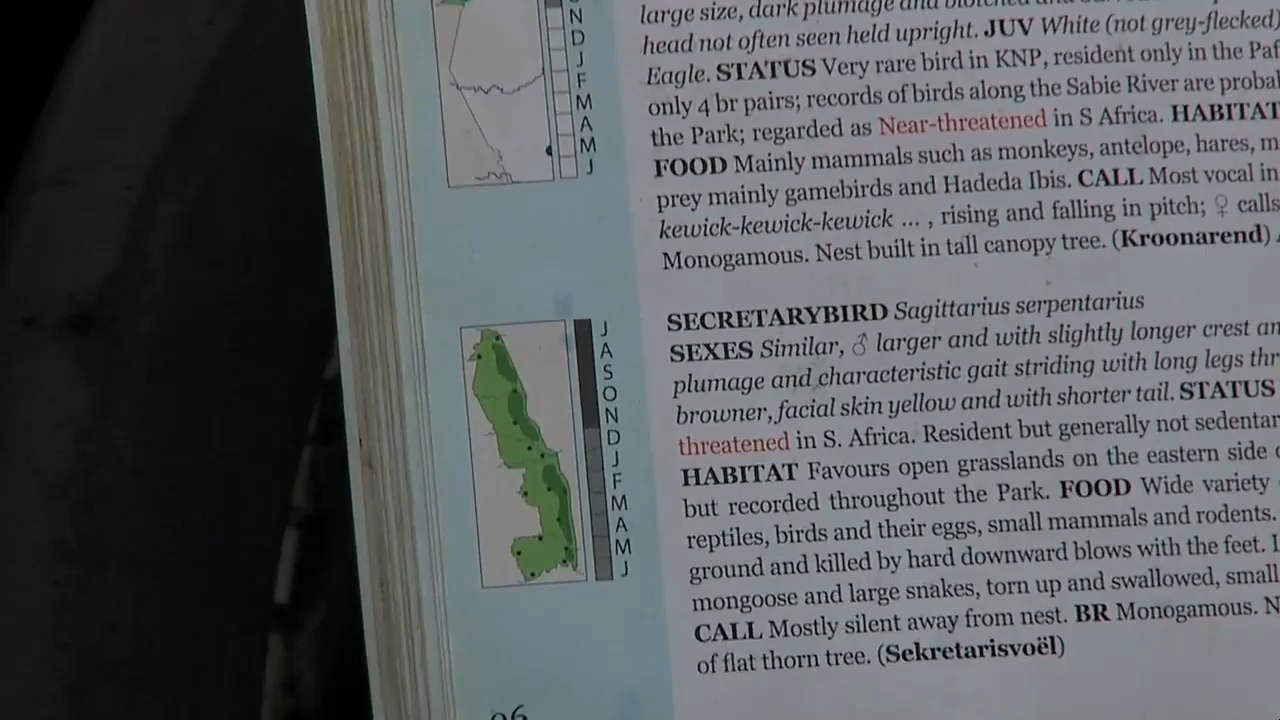 N
D
J
F
M
A
M
J
large size, dark plumage and
head not often seen held upright. JUV White (not grey-flecked)
Eagle. STATUS Very rare bird in KNP, resident only in the Paf
only 4 br pairs; records of birds along the Sabie River are proba
the Park; regarded as Near-threatened in S Africa. HABITAT
FOOD Mainly mammals such as monkeys, antelope, hares, m
prey mainly gamebirds and Hadeda Ibis. CALL Most vocal in
kewick-kewick-kewick ... , rising and falling in pitch; ♀ calls
Monogamous. Nest built in tall canopy tree. (Kroonarend)
J
A
S
O
N
D
J
F
M
A
M
J
SECRETARYBIRD Sagittarius serpentarius
SEXES Similar, ♂ larger and with slightly longer crest an
plumage and characteristic gait striding with long legs thr
browner, facial skin yellow and with shorter tail. STATUS
threatened in S. Africa. Resident but generally not sedentar
HABITAT Favours open grasslands on the eastern side
but recorded throughout the Park. FOOD Wide variety
reptiles, birds and their eggs, small mammals and rodents.
ground and killed by hard downward blows with the feet. I
mongoose and large snakes, torn up and swallowed, small
CALL Mostly silent away from nest. BR Monogamous. N
of flat thorn tree. (Sekretarisvoël)